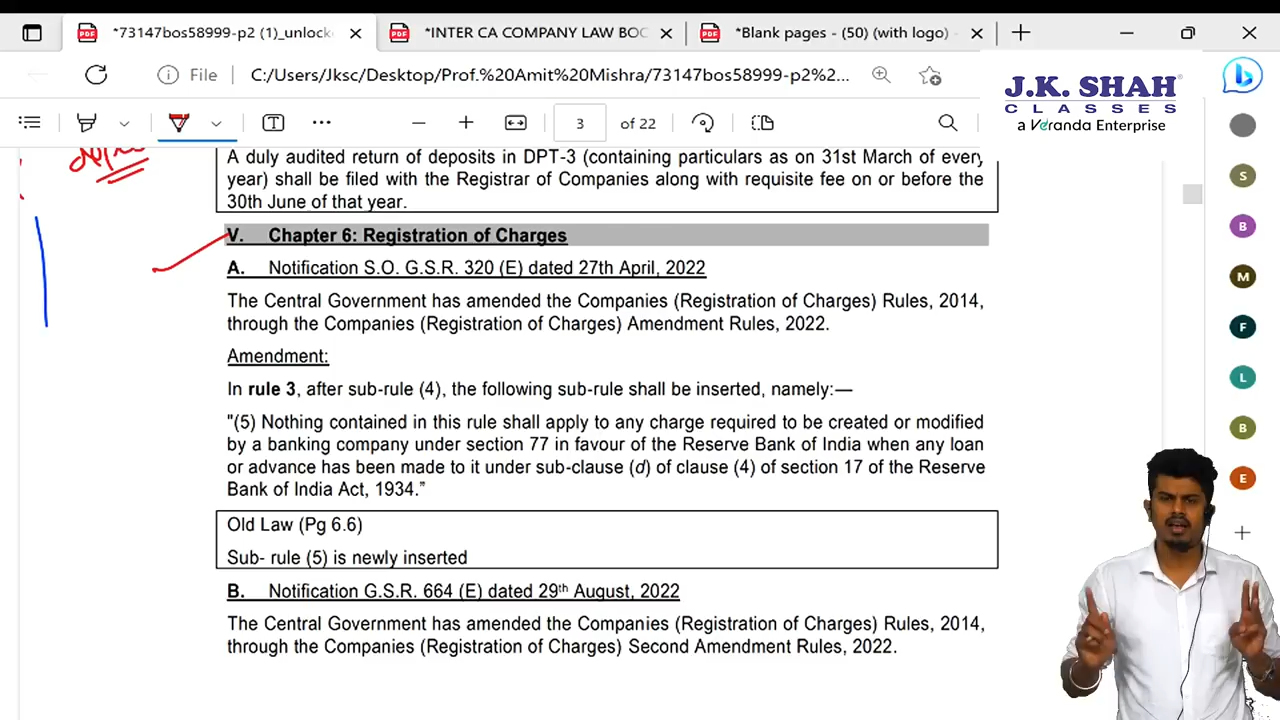 *73147bos58999-p2 (1)_unlock
*INTER CA COMPANY LAW BOC
*Blank pages - (50) (with logo)
File
C:/Users/Jksc/Desktop/Prof.%20Amit%20Mishra/73147bos58999-p2%2...
J.K. SHAH
CLASSES
a Veranda Enterprise
3 of 22
A duly audited return of deposits in DPT-3 (containing particulars as on 31st March of every
year) shall be filed with the Registrar of Companies along with requisite fee on or before the
30th June of that year.
V. Chapter 6: Registration of Charges
A. Notification S.O. G.S.R. 320 (E) dated 27th April, 2022
The Central Government has amended the Companies (Registration of Charges) Rules, 2014,
through the Companies (Registration of Charges) Amendment Rules, 2022.
Amendment:
In rule 3, after sub-rule (4), the following sub-rule shall be inserted, namely:—
"(5) Nothing contained in this rule shall apply to any charge required to be created or modified
by a banking company under section 77 in favour of the Reserve Bank of India when any loan
or advance has been made to it under sub-clause (d) of clause (4) of section 17 of the Reserve
Bank of India Act, 1934.”
Old Law (Pg 6.6)
Sub- rule (5) is newly inserted
B. Notification G.S.R. 664 (E) dated 29th August, 2022
The Central Government has amended the Companies (Registration of Charges) Rules, 2014,
through the Companies (Registration of Charges) Second Amendment Rules, 2022.
S
B
M
F
L
B
E